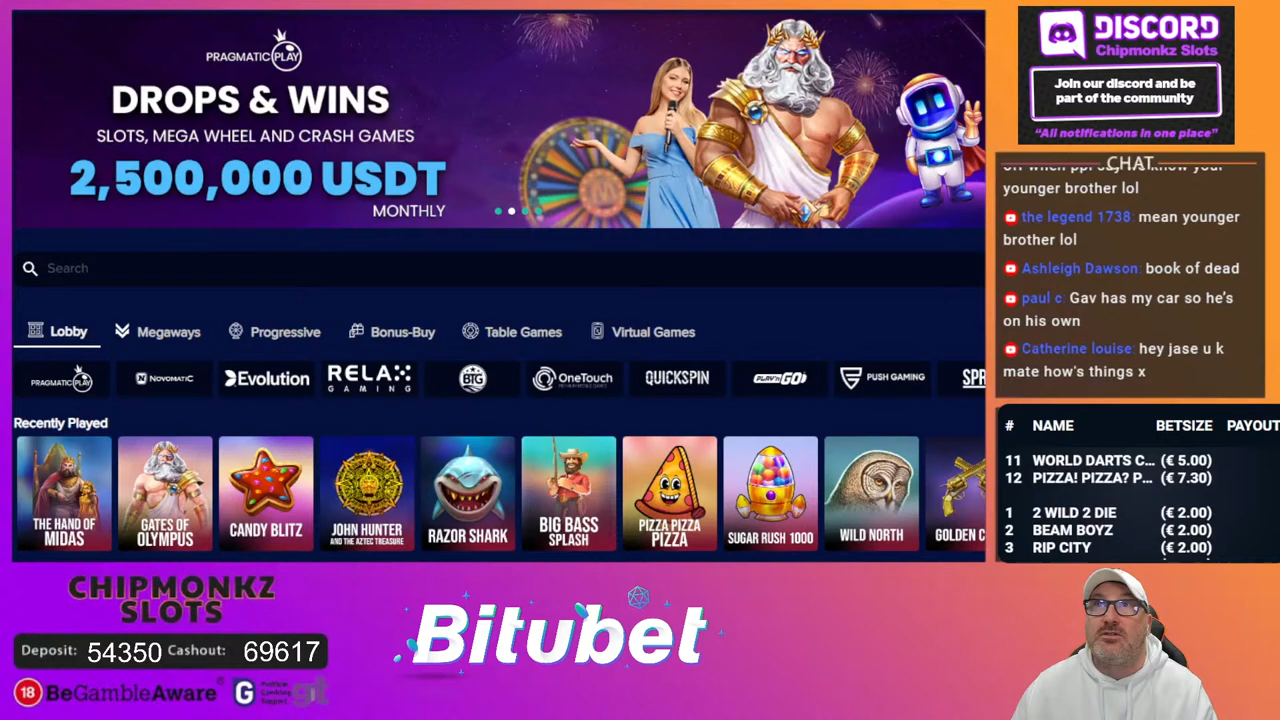 PRAGMATIC PLAY
DROPS & WINS
SLOTS, MEGA WHEEL AND CRASH GAMES
2,500,000 USDT
MONTHLY
Search
Lobby
Megaways
Progressive
Bonus-Buy
Table Games
Virtual Games
PRAGMATIC PLAY
NOVOMATIC
Evolution
RELAX
GAMING
BIG
OneTouch
QUICKSPIN
PLAY'N GO
PUSH GAMING
SPR
Recently Played
THE HAND OF
MIDAS
GATES OF
OLYMPUS
CANDY BLITZ
JOHN HUNTER
AND THE AZTEC TREASURE
RAZOR SHARK
BIG BASS
SPLASH
PIZZA PIZZA
PIZZA
SUGAR RUSH 1000
WILD NORTH
GOLDEN C
DISCORD
Chipmonkz Slots
Join our discord and be
part of the community
"All notifications in one place"
CHAT
younger brother lol
the legend 1738: mean younger
brother lol
Ashleigh Dawson: book of dead
paul c: Gav has my car so he's
on his own
Catherine louise: hey jase u k
mate how's things x
# NAME BETSIZE PAYOUT
11 WORLD DARTS C... (€ 5.00)
12 PIZZA! PIZZA? P... (€ 7.30)
1 2 WILD 2 DIE (€ 2.00)
2 BEAM BOYZ (€ 2.00)
3 RIP CITY (€ 2.00)
CHIPMONKZ
SLOTS
Deposit: 54350 Cashout: 69617
18 BeGambleAware
G
git
Bitubet